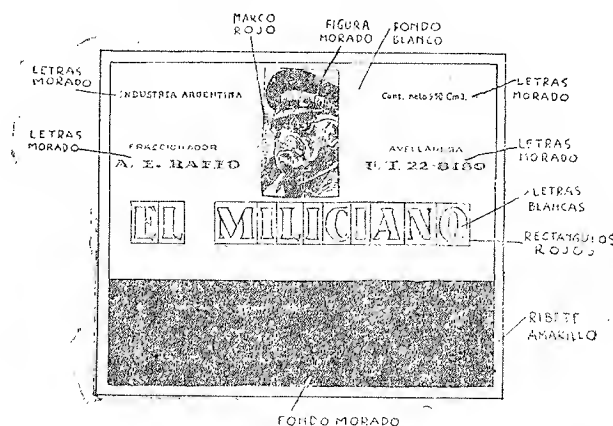 MARCO ROJO
FIGURA MORADO
FONDO BLANCO
LETRAS MORADO
INDUSTRIA ARGENTINA
Cont. neto 950 Cm3.
LETRAS MORADO
LETRAS MORADO
FRACCIONADOR
A. E. RAFFO
AVELLANEDA
U. T. 22-8180
LETRAS MORADO
EL MILICIANO
LETRAS BLANCAS
RECTANGULOS ROJOS
RIBETE AMARILLO
FONDO MORADO